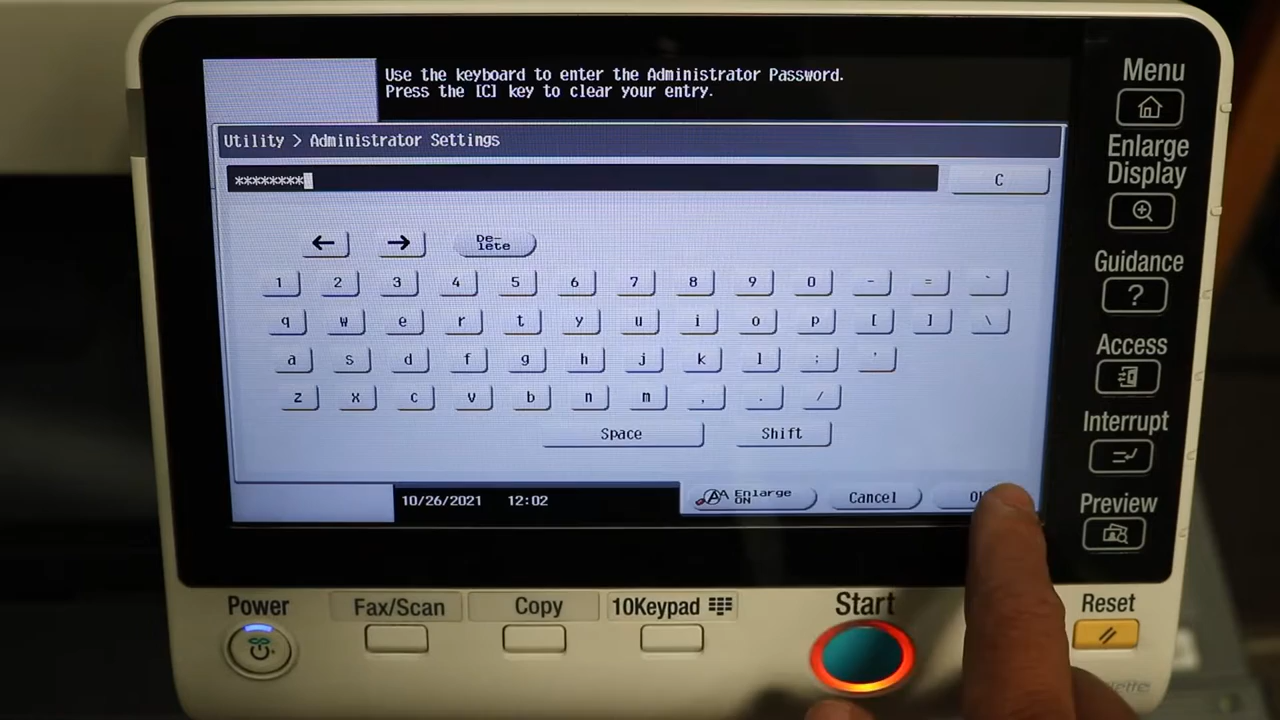 Use the keyboard to enter the Administrator Password.
Press the [C] key to clear your entry.
Utility > Administrator Settings
******** C
← → De-
lete
1 2 3 4 5 6 7 8 9 0 - = `
q w e r t y u i o p [ ] \
a s d f g h j k l ; '
z x c v b n m , . /
Space Shift
10/26/2021 12:02 AA Enlarge
ON Cancel
Menu
Enlarge
Display
Guidance
?
Access
Interrupt
Preview
Power Fax/Scan Copy 10Keypad Start Reset